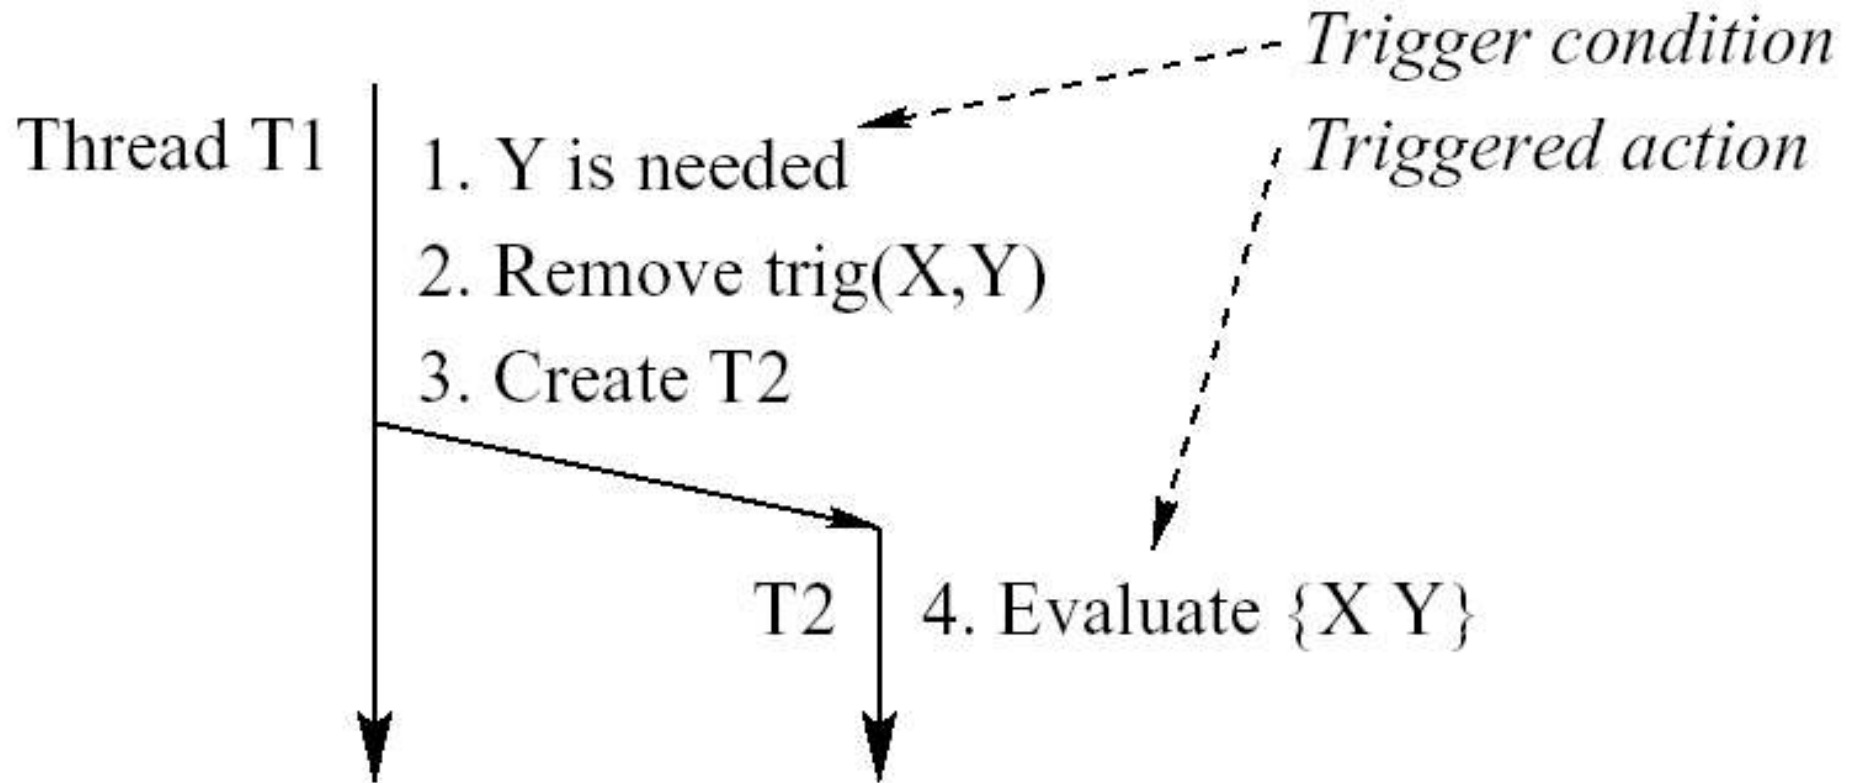 Trigger condition
Triggered action
Thread T1
1. Y is needed
2. Remove trig(X,Y)
3. Create T2
T2
4. Evaluate {X Y}